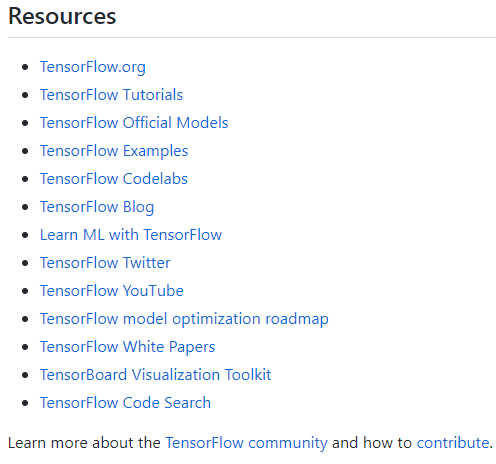 Resources
TensorFlow.org
TensorFlow Tutorials
TensorFlow Official Models
TensorFlow Examples
TensorFlow Codelabs
TensorFlow Blog
Learn ML with TensorFlow
TensorFlow Twitter
TensorFlow YouTube
TensorFlow model optimization roadmap
TensorFlow White Papers
TensorBoard Visualization Toolkit
TensorFlow Code Search
Learn more about the TensorFlow community and how to contribute.